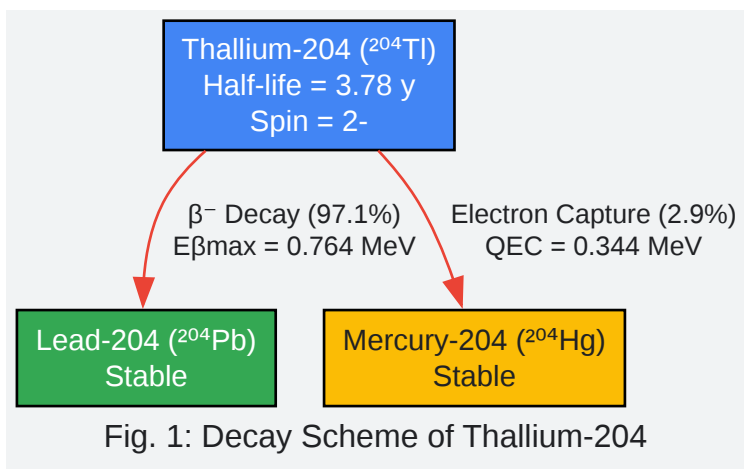 Thallium-204 (²⁰⁴Tl)
Half-life = 3.78 y
Spin = 2-
β⁻ Decay (97.1%)
Eβmax = 0.764 MeV
Electron Capture (2.9%)
QEC = 0.344 MeV
Lead-204 (²⁰⁴Pb)
Stable
Mercury-204 (²⁰⁴Hg)
Stable
Fig. 1: Decay Scheme of Thallium-204